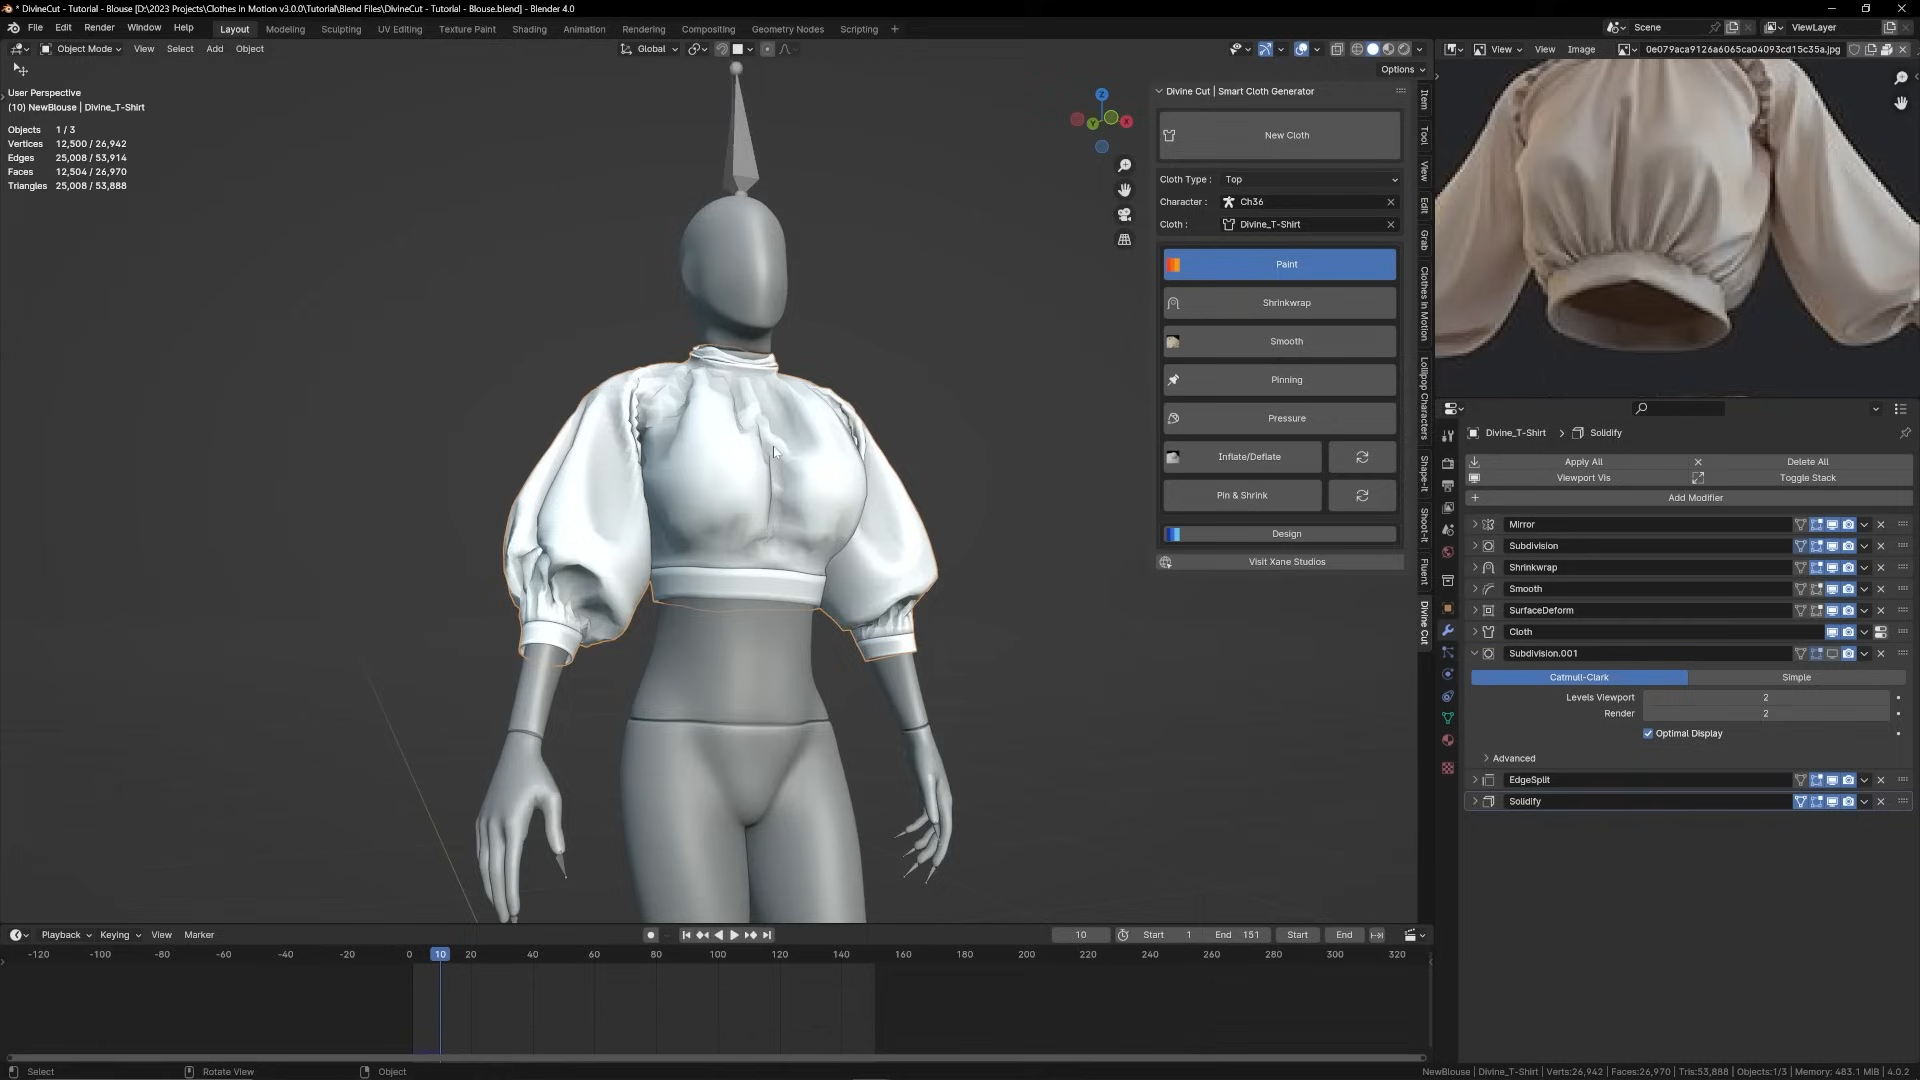 * DivineCut - Tutorial - Blouse [D:\2023 Projects\Clothes in Motion v3.0.0\Tutorial\Blend Files\DivineCut - Tutorial - Blouse.blend] - Blender 4.0
File Edit Render Window Help Layout Modeling Sculpting UV Editing Texture Paint Shading Animation Rendering Compositing Geometry Nodes Scripting + Scene ViewLayer
Object Mode View Select Add Object Global View View Image 0e079aca9126a6065ca04093cd15c35a.jpg
Options
User Perspective
(10) NewBlouse | Divine_T-Shirt
Objects 1 / 3
Vertices 12,500 / 26,942
Edges 25,008 / 53,914
Faces 12,504 / 26,970
Triangles 25,008 / 53,888
Z
Y
X
Divine Cut | Smart Cloth Generator
New Cloth
Cloth Type : Top
Character : Ch36
Cloth : Divine_T-Shirt
Paint
Shrinkwrap
Smooth
Pinning
Pressure
Inflate/Deflate
Pin & Shrink
Design
Visit Xane Studios
Item
Tool
View
Edit
Grab
Clothes in Motion
Lollipop Characters
Shape-It
Shoot-It
Fluent
Divine Cut
Divine_T-Shirt > Solidify
Apply All Delete All
Viewport Vis Toggle Stack
Add Modifier
Mirror
Subdivision
Shrinkwrap
Smooth
SurfaceDeform
Cloth
Subdivision.001
Catmull-Clark Simple
Levels Viewport 2
Render 2
Optimal Display
Advanced
EdgeSplit
Solidify
Playback Keying View Marker 10 Start 1 End 151 Start End
-120 -100 -80 -60 -40 -20 0 10 20 40 60 80 100 120 140 160 180 200 220 240 260 280 300 320
Select Rotate View Object NewBlouse | Divine_T-Shirt | Verts:26,942 | Faces:26,970 | Tris:53,888 | Objects:1/3 | Memory: 483.1 MiB | 4.0.2